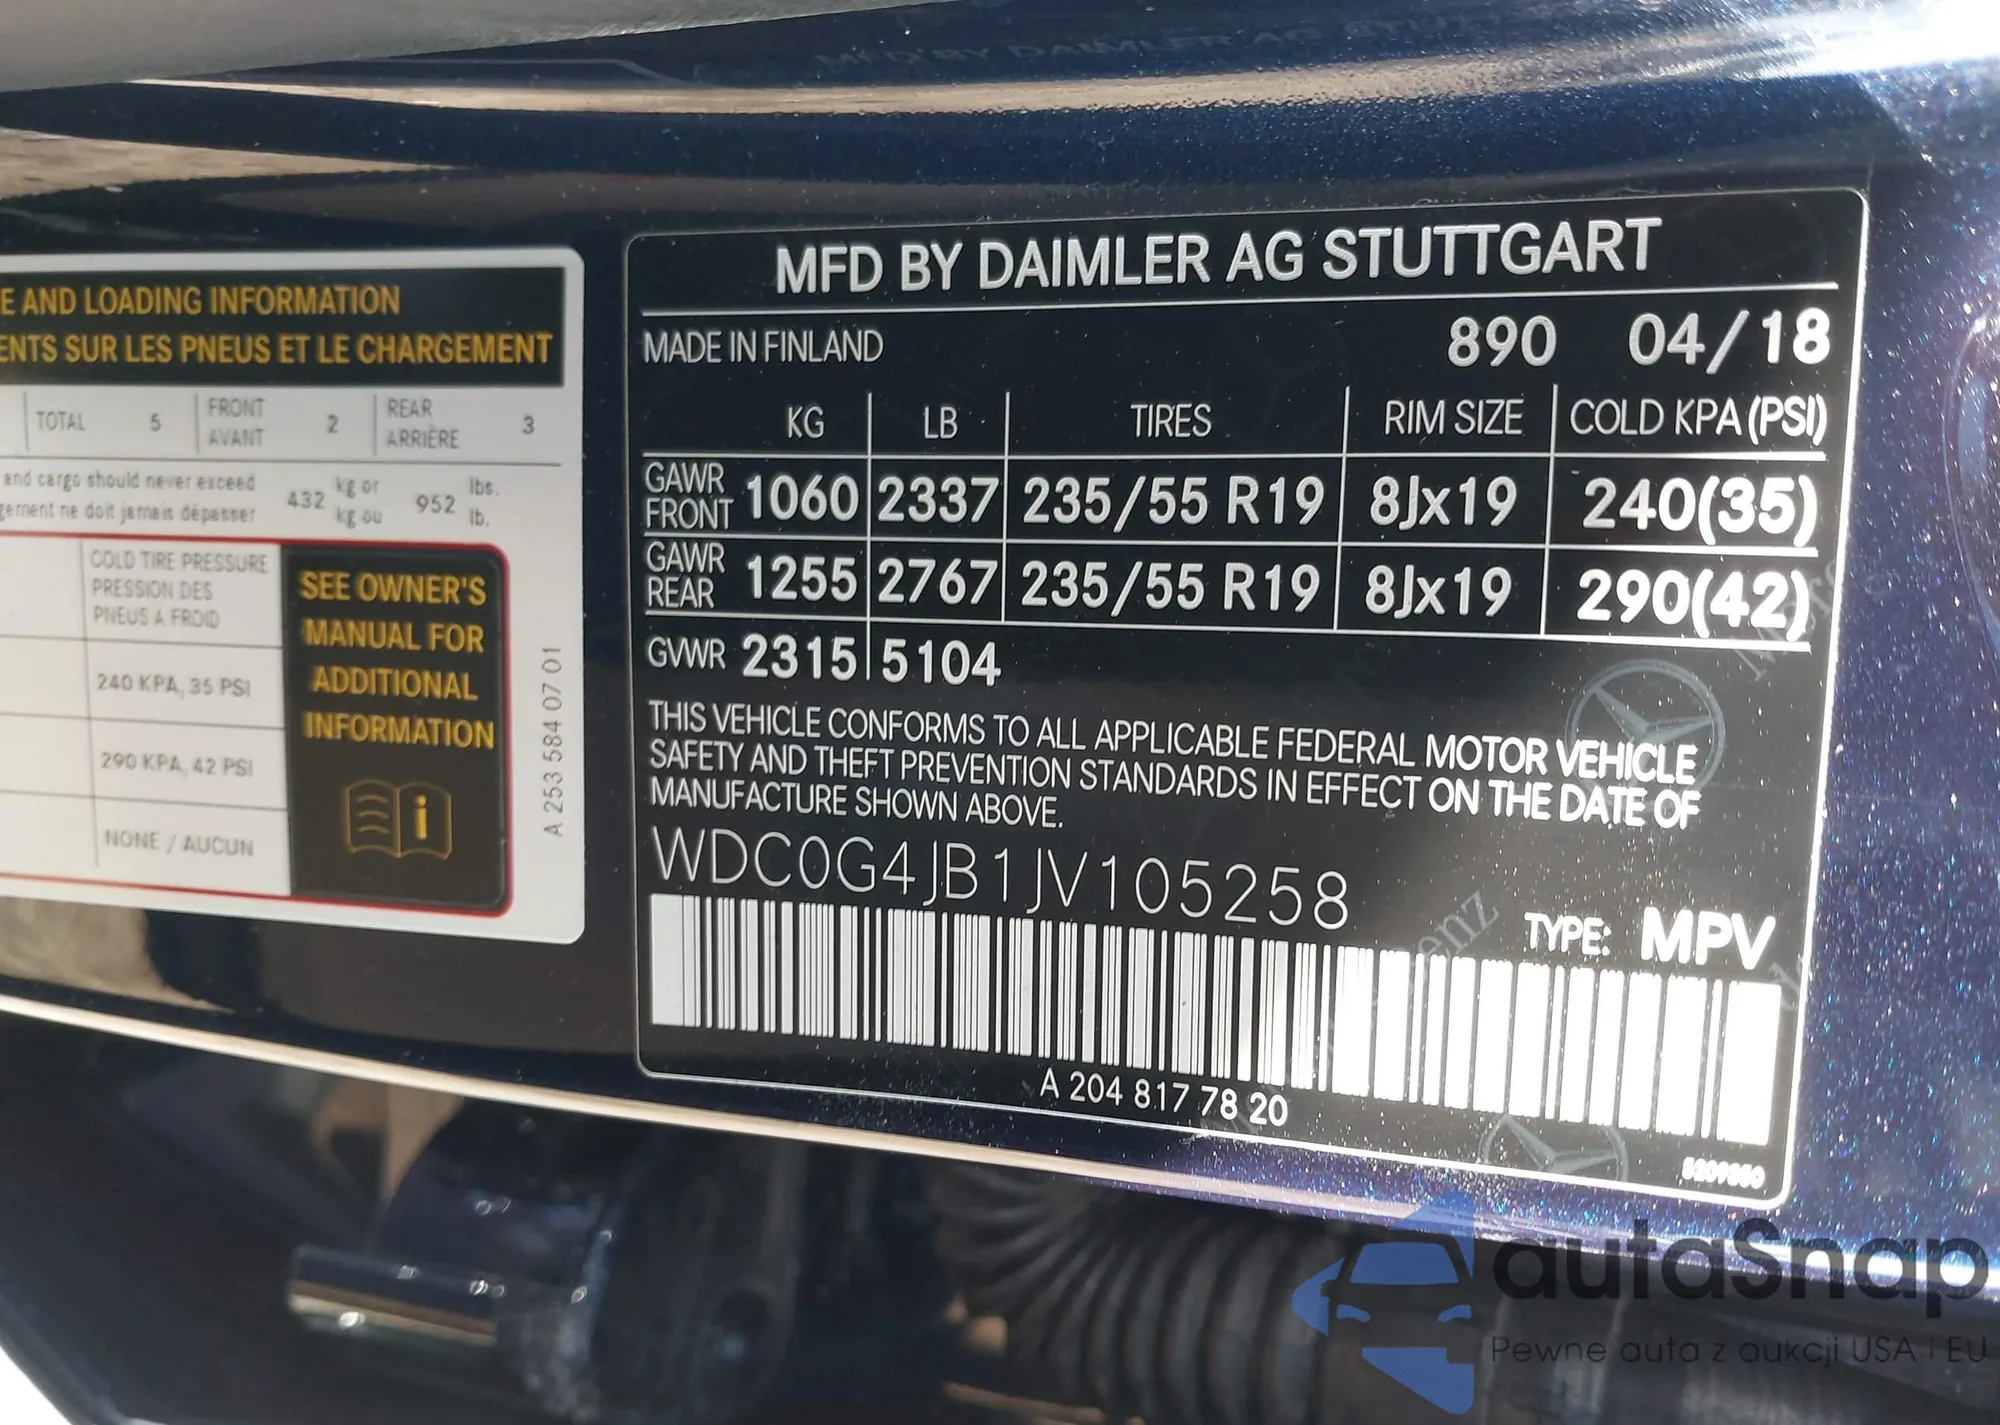 E AND LOADING INFORMATION
ENTS SUR LES PNEUS ET LE CHARGEMENT
TOTAL 5 FRONT AVANT 2 REAR ARRIÈRE 3
and cargo should never exceed
gement ne doit jamais dépasser
432 kg or kg ou 952 lbs. lb.
COLD TIRE PRESSURE
PRESSION DES
PNEUS A FROID
240 KPA, 35 PSI
290 KPA, 42 PSI
NONE / AUCUN
SEE OWNER'S
MANUAL FOR
ADDITIONAL
INFORMATION
i
A 253 584 07 01
MFD BY DAIMLER AG STUTTGART
MADE IN FINLAND 890 04/18
KG LB TIRES RIM SIZE COLD KPA (PSI)
GAWR FRONT 1060 2337 235/55 R19 8Jx19 240(35)
GAWR REAR 1255 2767 235/55 R19 8Jx19 290(42)
GVWR 2315 5104
THIS VEHICLE CONFORMS TO ALL APPLICABLE FEDERAL MOTOR VEHICLE
SAFETY AND THEFT PREVENTION STANDARDS IN EFFECT ON THE DATE OF
MANUFACTURE SHOWN ABOVE.
WDC0G4JB1JV105258
TYPE: MPV
A 204 817 78 20
autaSnap
Pewne auta z aukcji USA i EU